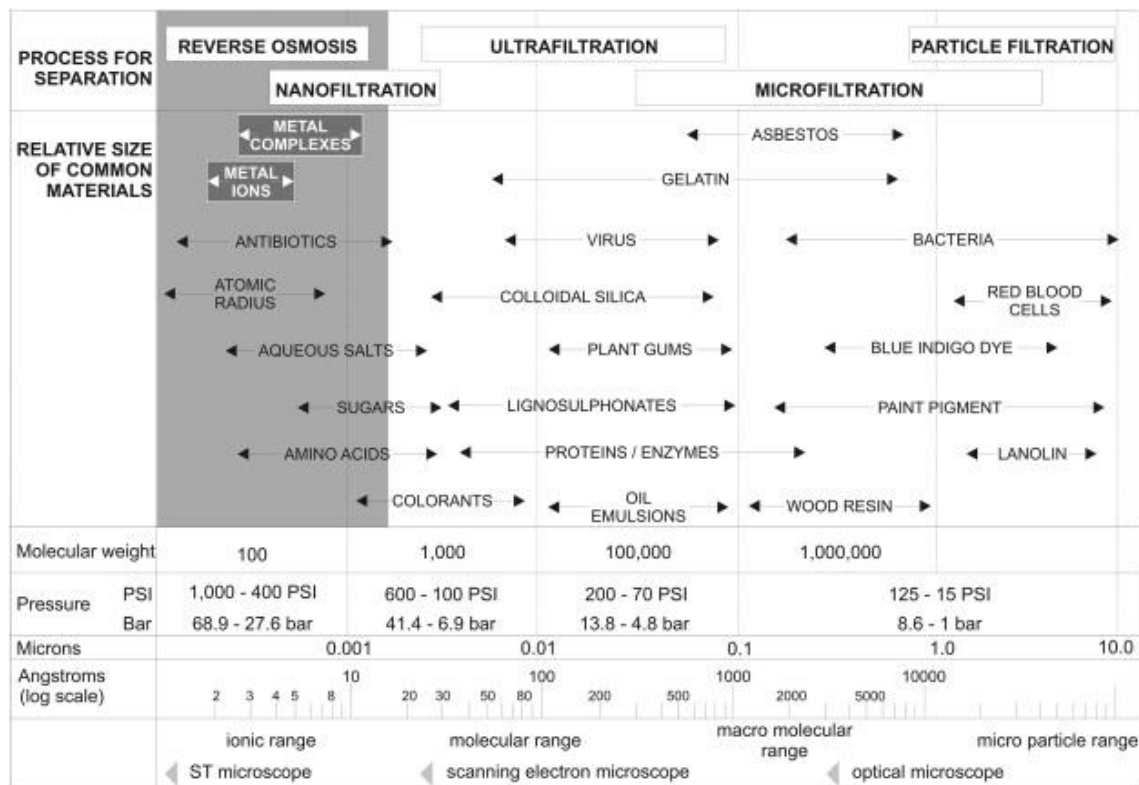 PROCESS FOR
SEPARATION
REVERSE OSMOSIS
ULTRAFILTRATION
PARTICLE FILTRATION
NANOFILTRATION
MICROFILTRATION
RELATIVE SIZE
OF COMMON
MATERIALS
METAL
COMPLEXES
ASBESTOS
METAL
IONS
GELATIN
ANTIBIOTICS
VIRUS
BACTERIA
ATOMIC
RADIUS
COLLOIDAL SILICA
RED BLOOD
CELLS
AQUEOUS SALTS
PLANT GUMS
BLUE INDIGO DYE
SUGARS
LIGNOSULPHONATES
PAINT PIGMENT
AMINO ACIDS
PROTEINS / ENZYMES
LANOLIN
COLORANTS
OIL
EMULSIONS
WOOD RESIN
Molecular weight 100 1,000 100,000 1,000,000
Pressure
PSI 1,000 - 400 PSI 600 - 100 PSI 200 - 70 PSI 125 - 15 PSI
Bar 68.9 - 27.6 bar 41.4 - 6.9 bar 13.8 - 4.8 bar 8.6 - 1 bar
Microns 0.001 0.01 0.1 1.0 10.0
Angstroms
(log scale)
10 100 1000 10000
2 3 4 5 8 20 30 50 80 200 500 2000 5000
ionic range
molecular range
macro molecular
range
micro particle range
ST microscope
scanning electron microscope
optical microscope